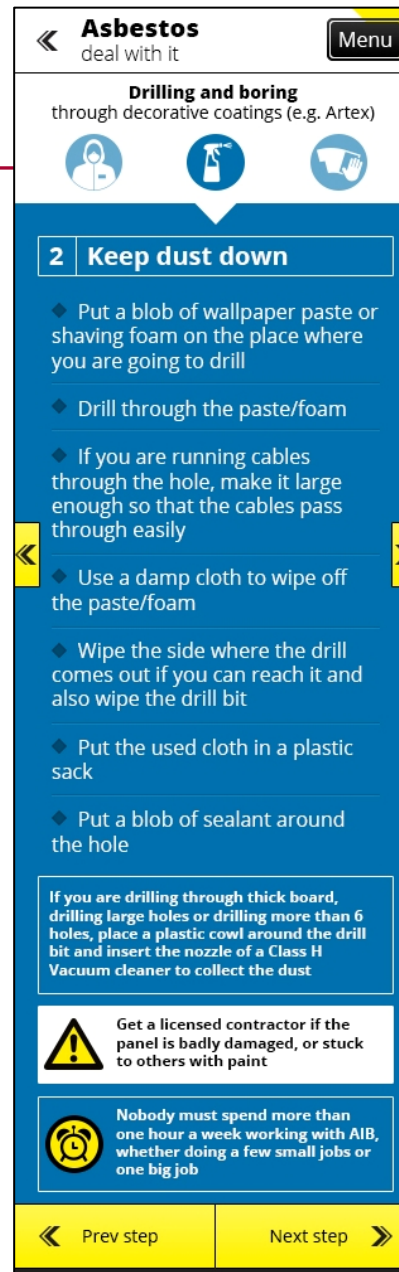 Asbestos
deal with it
Menu
Drilling and boring
through decorative coatings (e.g. Artex)
2 Keep dust down
Put a blob of wallpaper paste or
shaving foam on the place where
you are going to drill
Drill through the paste/foam
If you are running cables
through the hole, make it large
enough so that the cables pass
through easily
Use a damp cloth to wipe off
the paste/foam
Wipe the side where the drill
comes out if you can reach it and
also wipe the drill bit
Put the used cloth in a plastic
sack
Put a blob of sealant around
the hole
If you are drilling through thick board,
drilling large holes or drilling more than 6
holes, place a plastic cowl around the drill
bit and insert the nozzle of a Class H
Vacuum cleaner to collect the dust
Get a licensed contractor if the
panel is badly damaged, or stuck
to others with paint
Nobody must spend more than
one hour a week working with AIB,
whether doing a few small jobs or
one big job
Prev step
Next step